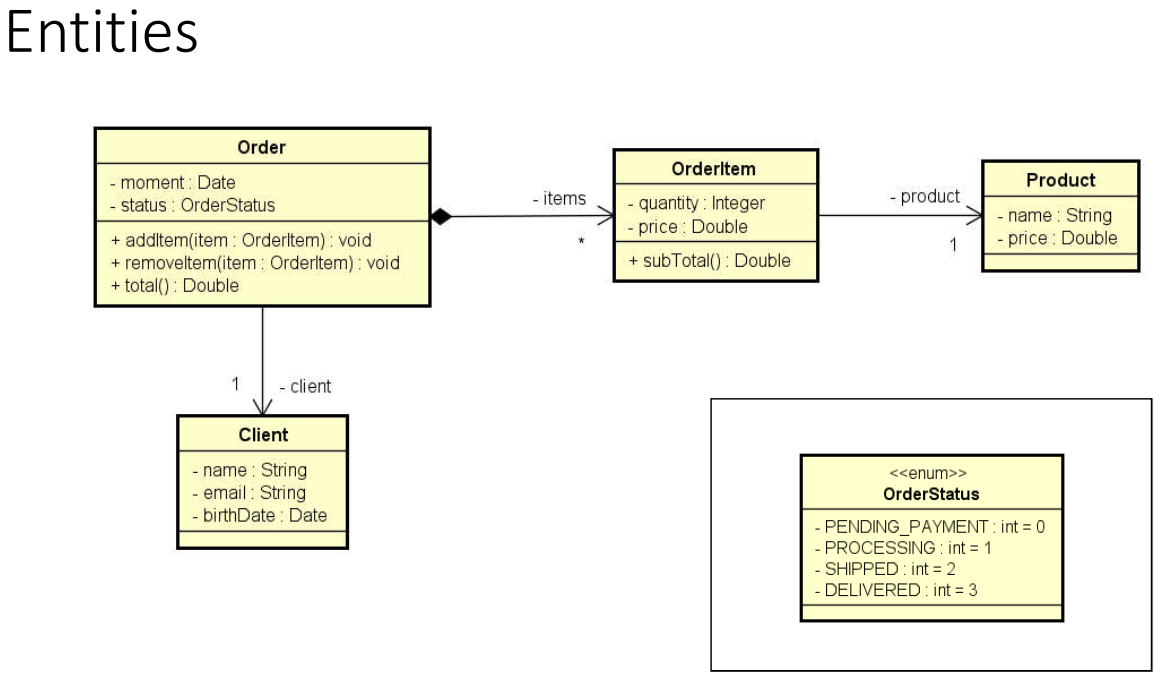 Entities
Order
- moment : Date
- status : OrderStatus
+ addItem(item : OrderItem) : void
+ removeItem(item : OrderItem) : void
+ total() : Double
- items
*
OrderItem
- quantity : Integer
- price : Double
+ subTotal() : Double
- product
1
Product
- name : String
- price : Double
1
- client
Client
- name : String
- email : String
- birthDate : Date
<<enum>>
OrderStatus
- PENDING_PAYMENT : int = 0
- PROCESSING : int = 1
- SHIPPED : int = 2
- DELIVERED : int = 3